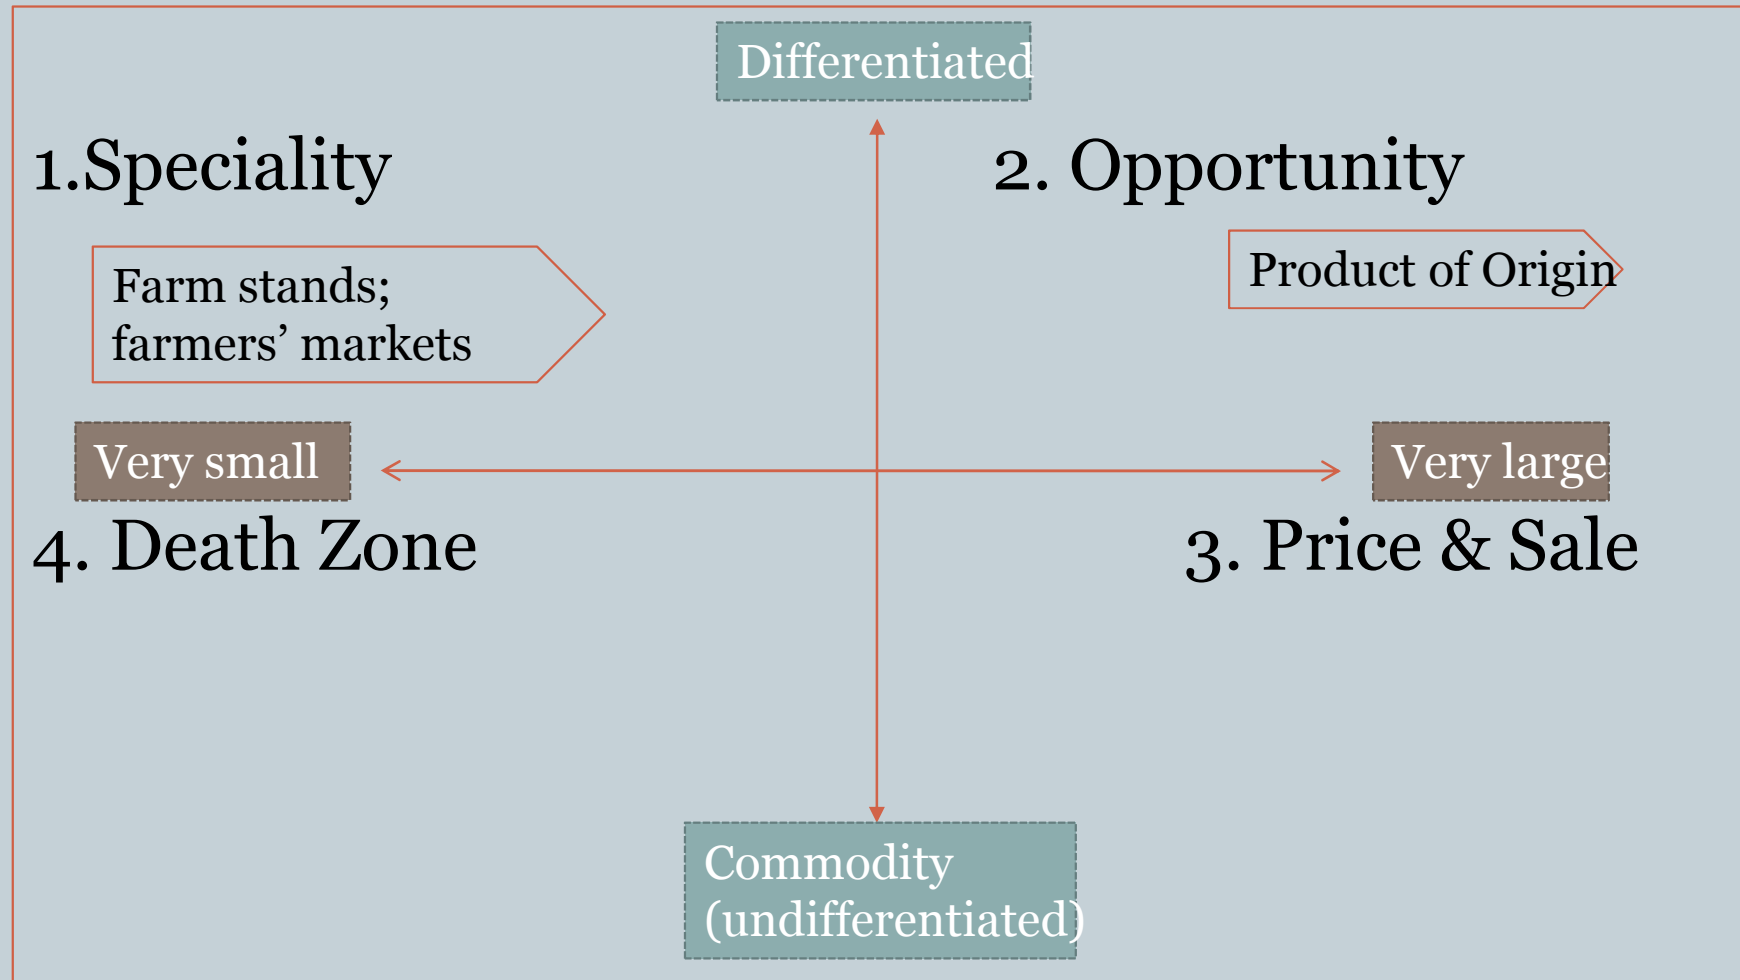 Differentiated
1.Speciality
2. Opportunity
Farm stands;
farmers’ markets
Product of Origin
Very small
Very large
4. Death Zone
3. Price & Sale
Commodity
(undifferentiated)